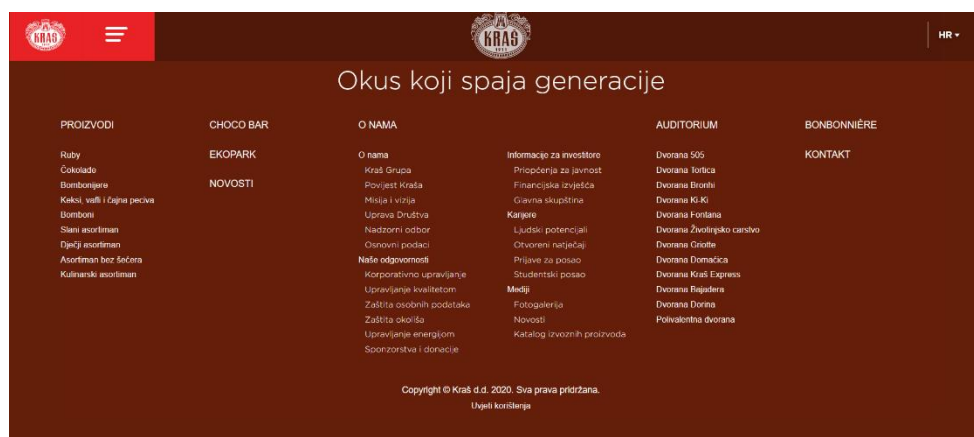 KRAŠ
KRAŠ
1911
HR
Okus koji spaja generacije
PROIZVODI
Ruby
Čokolade
Bombonijere
Keksi, vafli i čajna peciva
Bomboni
Slani asortiman
Dječji asortiman
Asortiman bez šećera
Kulinarski asortiman
CHOCO BAR
EKOPARK
NOVOSTI
O NAMA
O nama
Kraš Grupa
Povijest Kraša
Misija i vizija
Uprava Društva
Nadzorni odbor
Osnovni podaci
Naše odgovornosti
Korporativno upravljanje
Upravljanje kvalitetom
Zaštita osobnih podataka
Zaštita okoliša
Upravljanje energijom
Sponzorstva i donacije
Informacije za investitore
Priopćenja za javnost
Financijska izvješća
Glavna skupština
Karijere
Ljudski potencijali
Otvoreni natječaji
Prijave za posao
Studentski posao
Mediji
Fotogalerija
Novosti
Katalog izvoznih proizvoda
AUDITORIUM
Dvorana 505
Dvorana Tortica
Dvorana Bronhi
Dvorana Ki-Ki
Dvorana Fontana
Dvorana Životinjsko carstvo
Dvorana Griotte
Dvorana Domaćica
Dvorana Kraš Express
Dvorana Bajadera
Dvorana Dorina
Polivalentna dvorana
BONBONNIÈRE
KONTAKT
Copyright © Kraš d.d. 2020. Sva prava pridržana.
Uvjeti korištenja